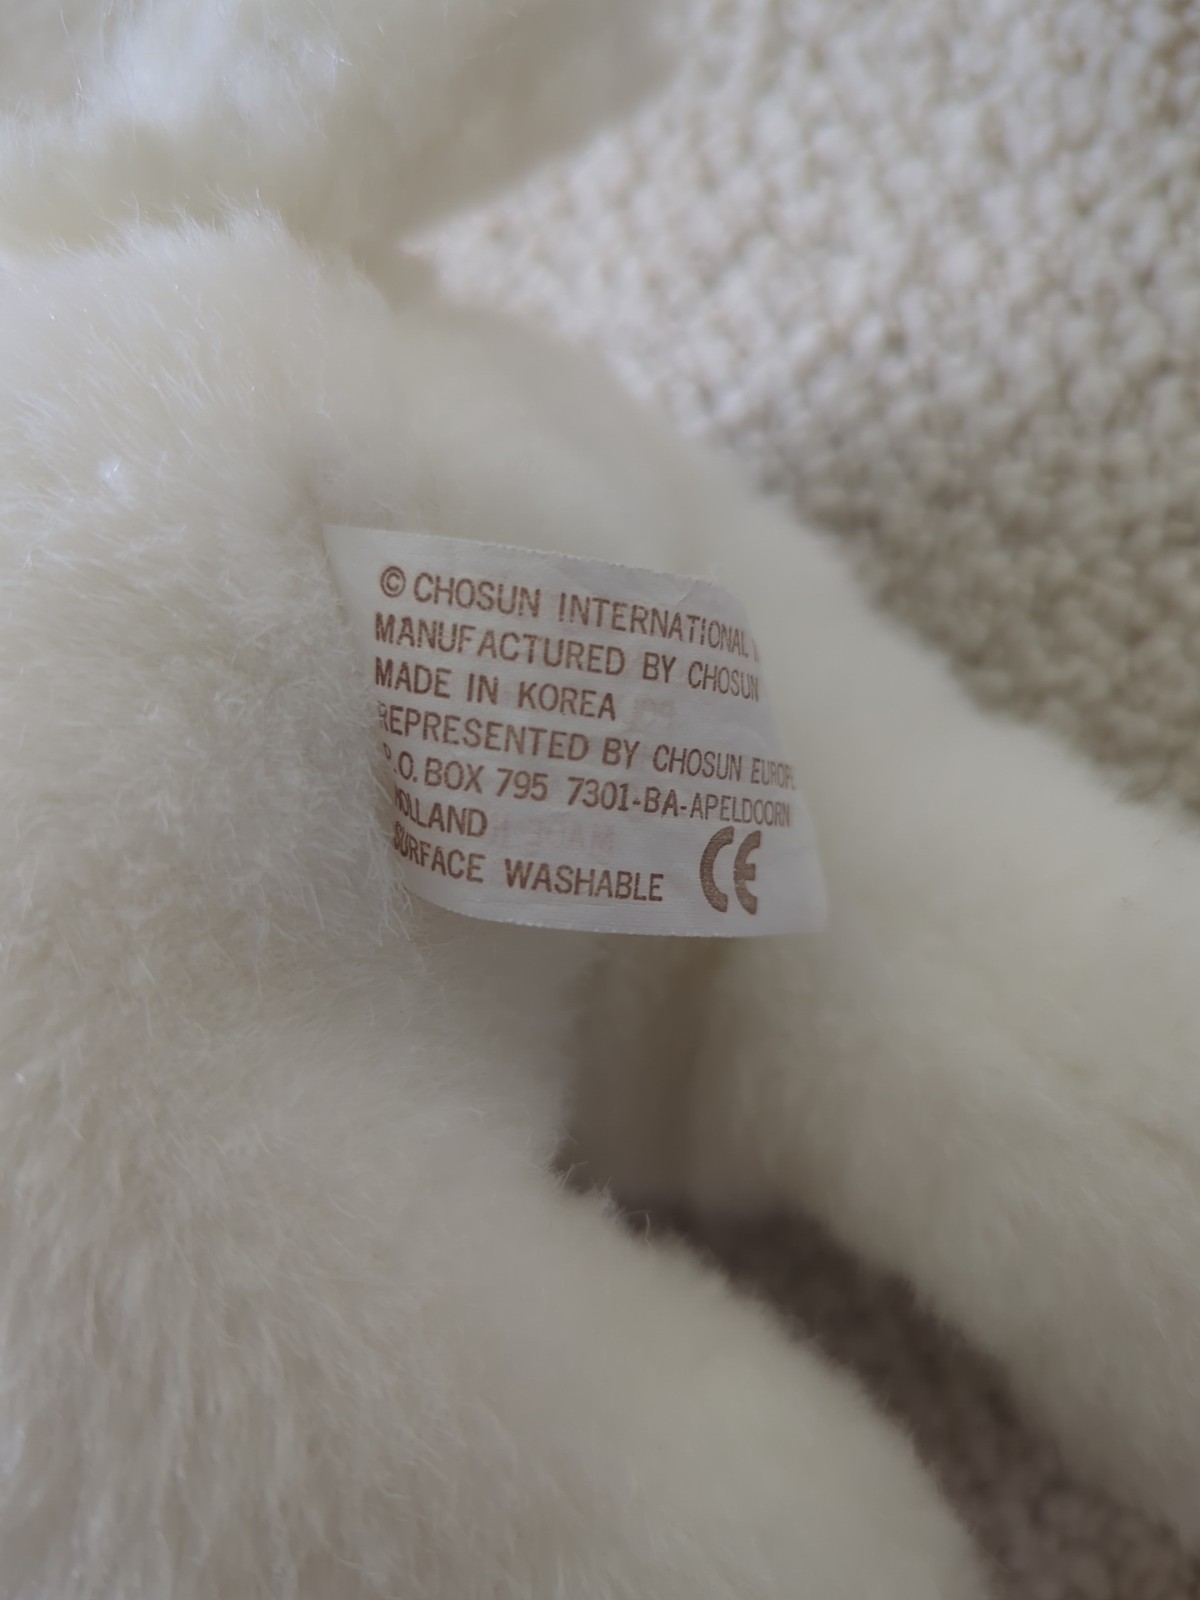 © CHOSUN INTERNATIONAL
MANUFACTURED BY CHOSUN
MADE IN KOREA
REPRESENTED BY CHOSUN EUROPE
P.O. BOX 795 7301-BA-APELDOORN
HOLLAND
SURFACE WASHABLE CE